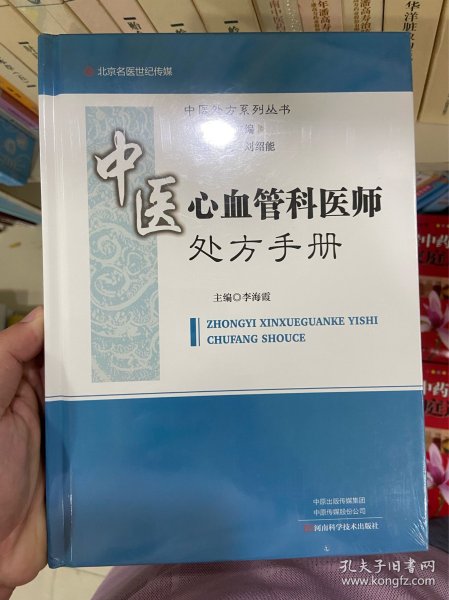 北京名医世纪传媒
中医处方系列丛书
编
刘绍能
中医 心血管科医师
处方手册
主编◎李海霞
ZHONGYI XINXUEGUANKE YISHI
CHUFANG SHOUCE
中原出版传媒集团
中原传媒股份公司
河南科学技术出版社
孔夫子旧书网
www.kongfz.com